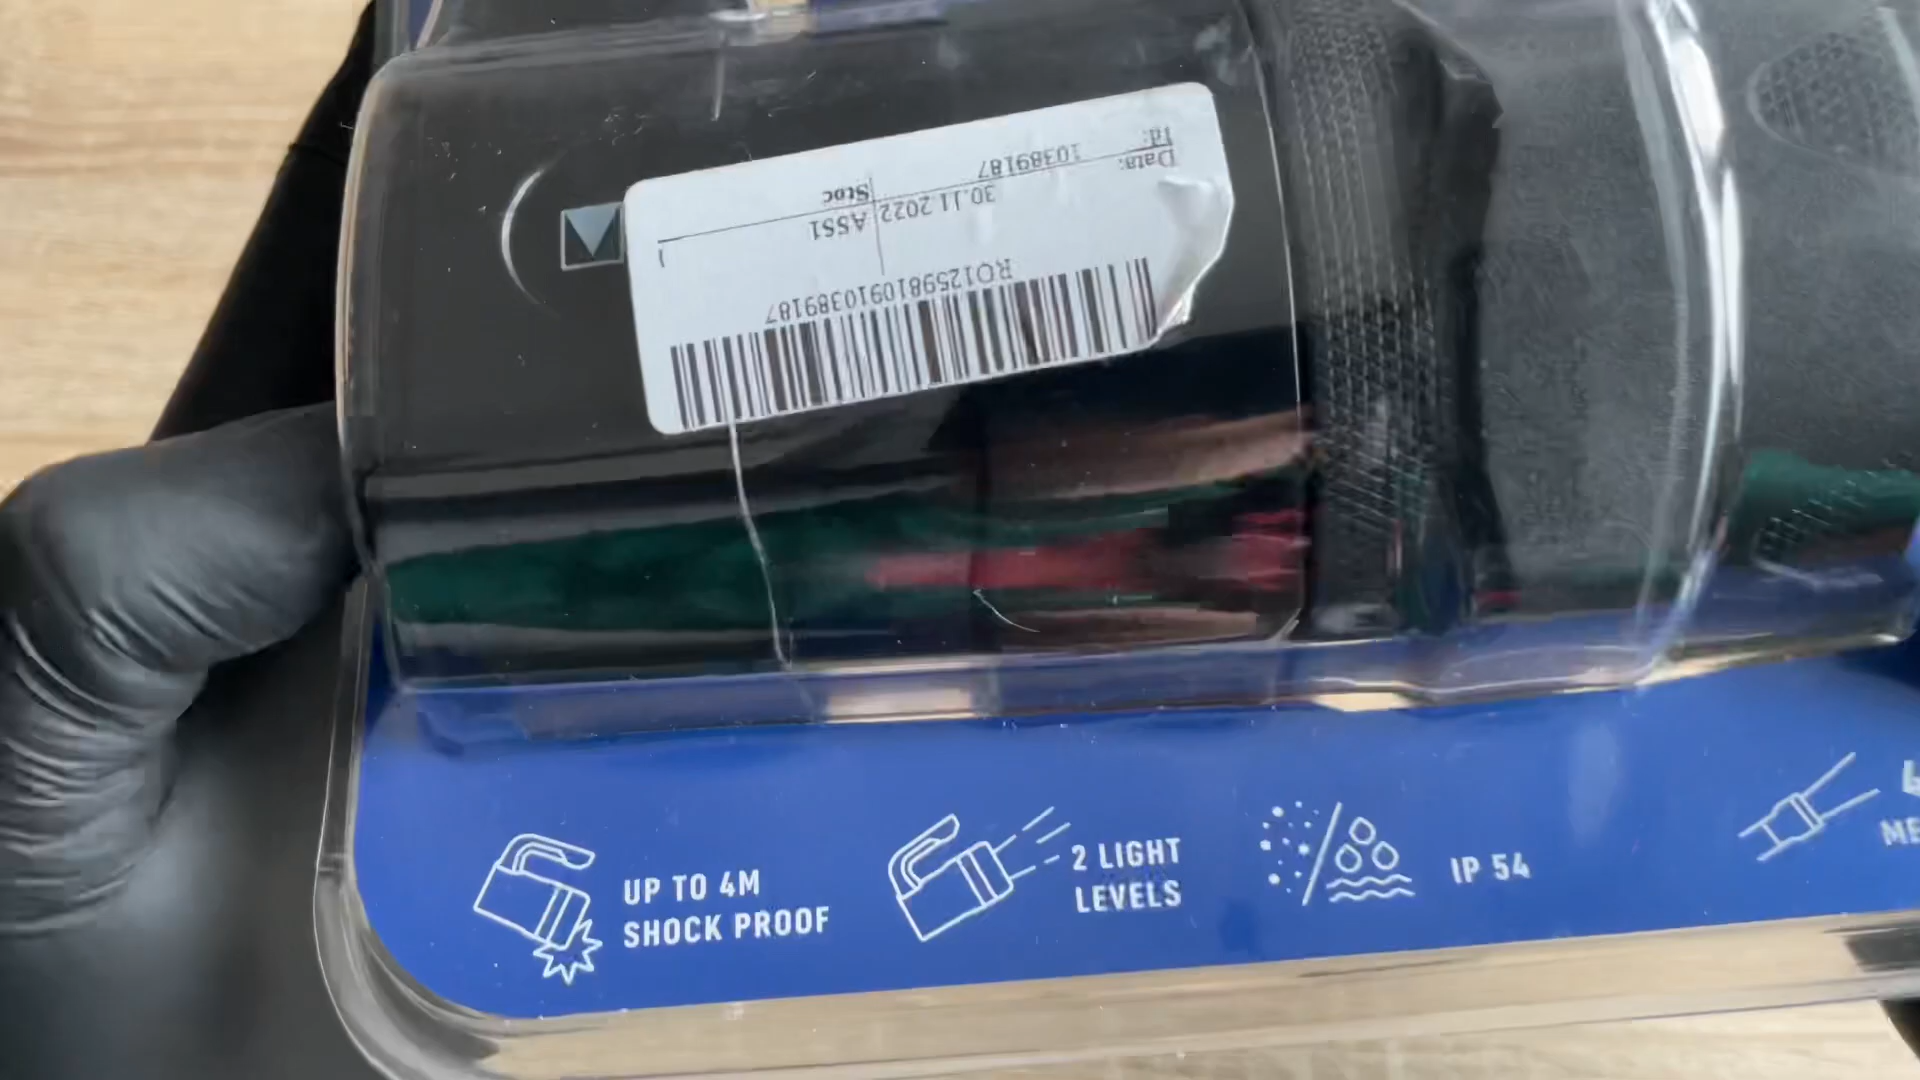 Id: 10389187
Data: 30.11.2022 ASS1
Stoc 1
RO1259810910389187
UP TO 4M
SHOCK PROOF
2 LIGHT
LEVELS
IP 54